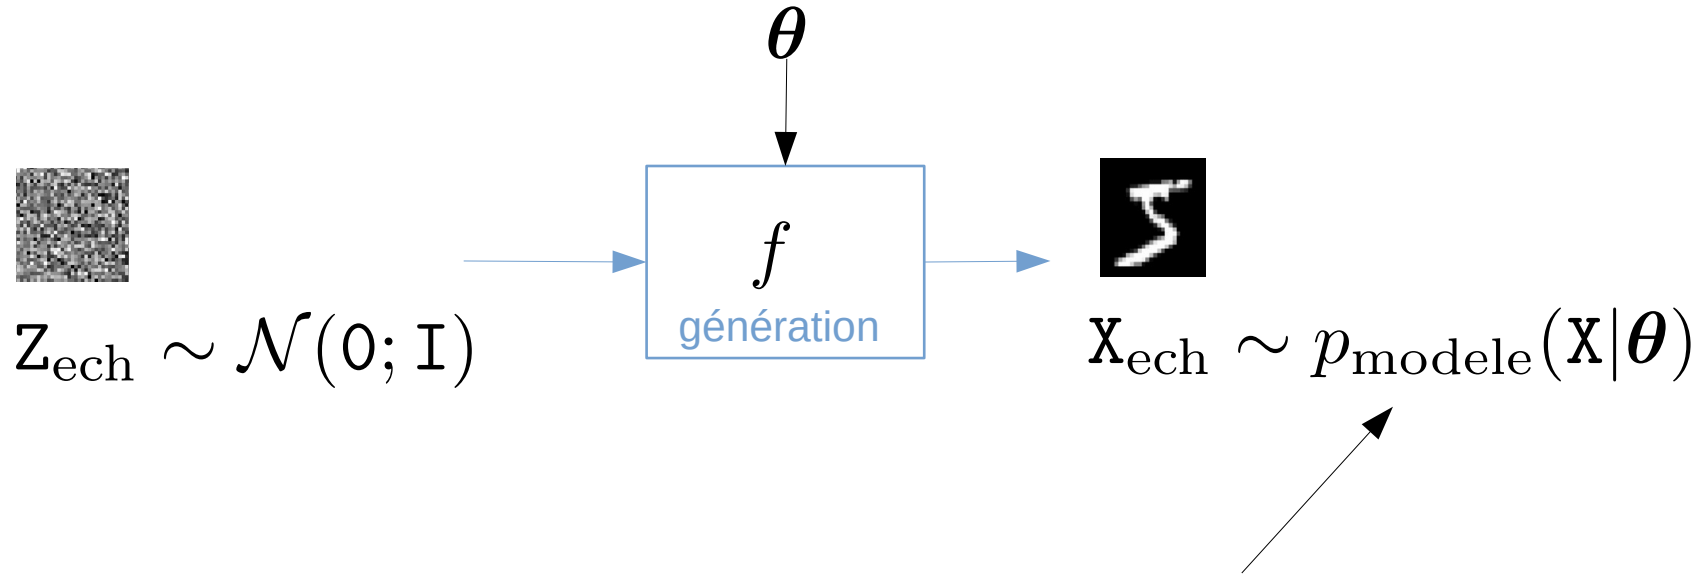 θ
f
génération
Z_ech ∼ 𝒩(0; I)
X_ech ∼ p_modele(X|θ)